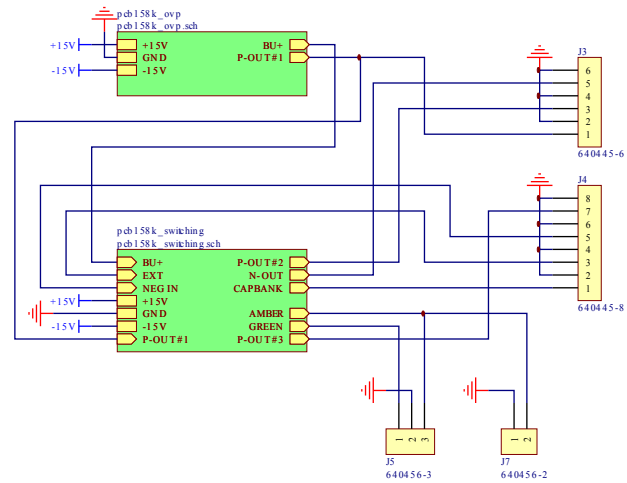 pcb158k_ovp
pcb158k_ovp.sch
+15V
+15V
BU+
GND
P-OUT#1
-15V
-15V
J3
6
5
4
3
2
1
640445-6
J4
8
7
6
5
4
3
2
1
640445-8
pcb158k_switching
pcb158k_switching.sch
BU+
P-OUT#2
EXT
N-OUT
NEG IN
CAPBANK
+15V
+15V
GND
AMBER
-15V
-15V
GREEN
P-OUT#1
P-OUT#3
1
2
3
J5
640456-3
1
2
J7
640456-2